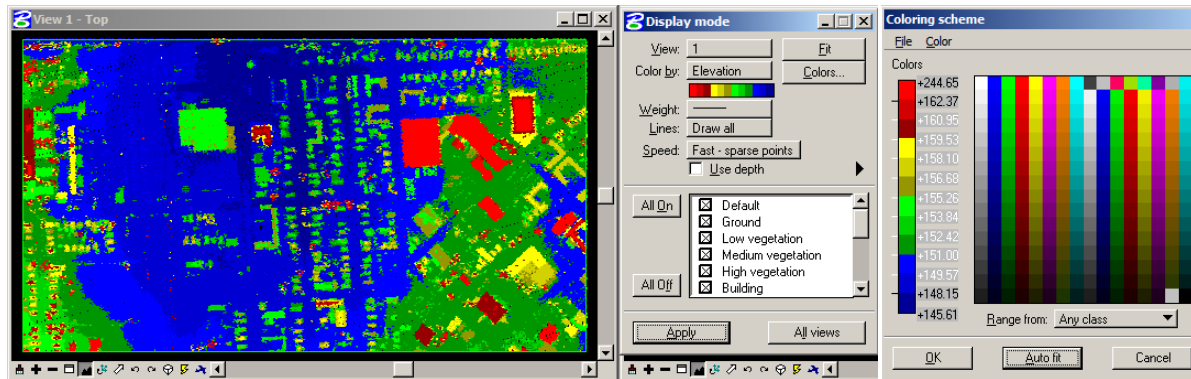 View 1 - Top
Display mode
View: 1
Fit
Color by: Elevation
Colors...
Weight:
Lines: Draw all
Speed: Fast - sparse points
Use depth
All On
All Off
Default
Ground
Low vegetation
Medium vegetation
High vegetation
Building
Apply
All views
Coloring scheme
File Color
Colors
+244.65
+162.37
+160.95
+159.53
+158.10
+156.68
+155.26
+153.84
+152.42
+151.00
+149.57
+148.15
+145.61
Range from: Any class
OK
Auto fit
Cancel